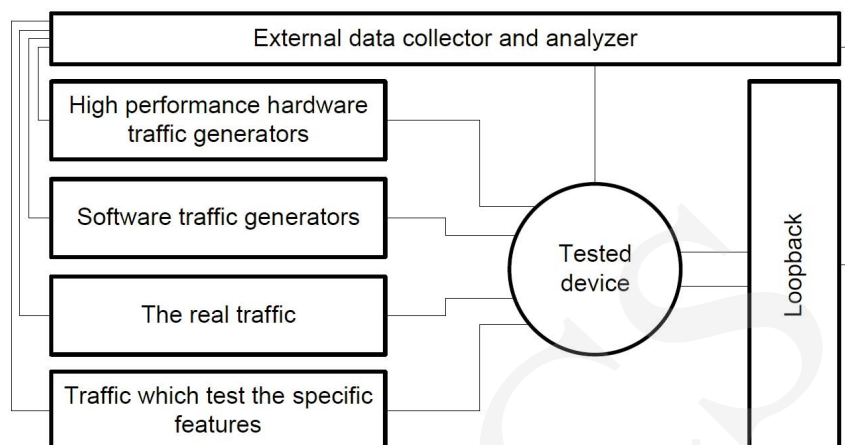 External data collector and analyzer
High performance hardware
traffic generators
Software traffic generators
The real traffic
Traffic which test the specific
features
Tested
device
Loopback